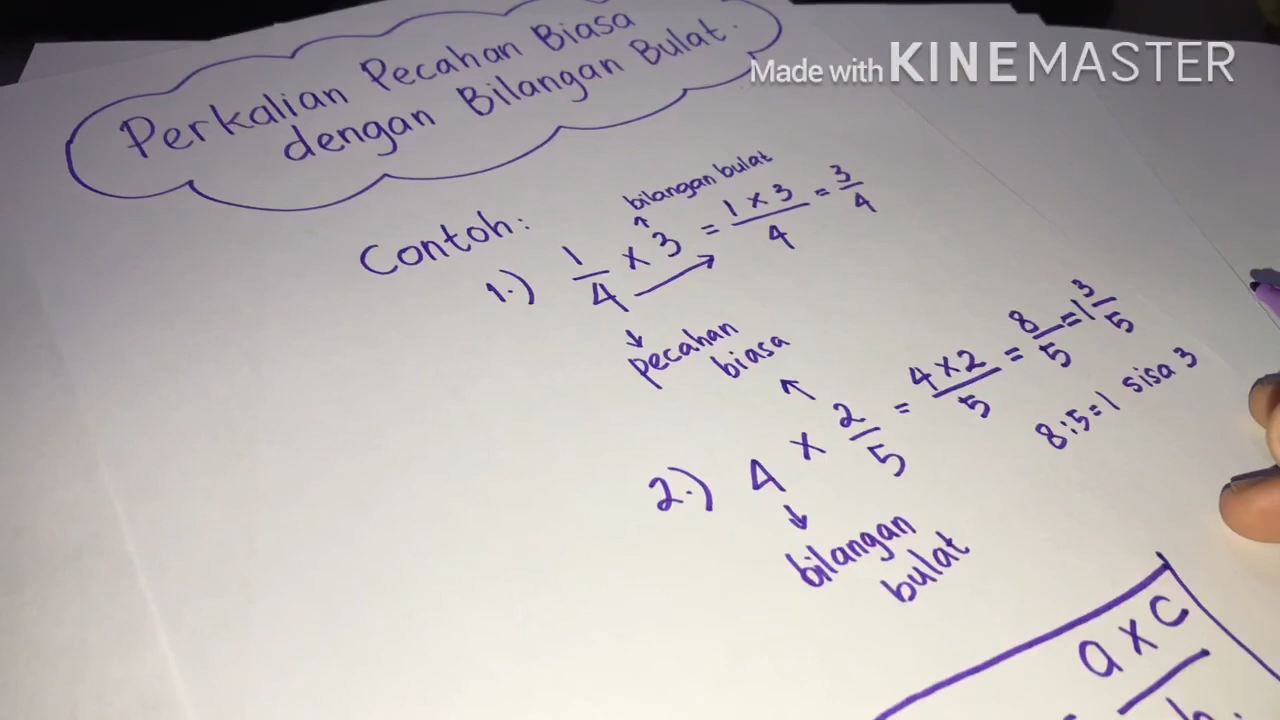 Made with KINEMASTER
Perkalian Pecahan Biasa
dengan Bilangan Bulat.
Contoh:
bilangan bulat
1.) 1/4 × 3 = 1 × 3/4 = 3/4
pecahan
biasa
2.) 4 × 2/5 = 4 × 2/5 = 8/5 = 1 3/5
8:5=1 sisa 3
bilangan
bulat
a × c